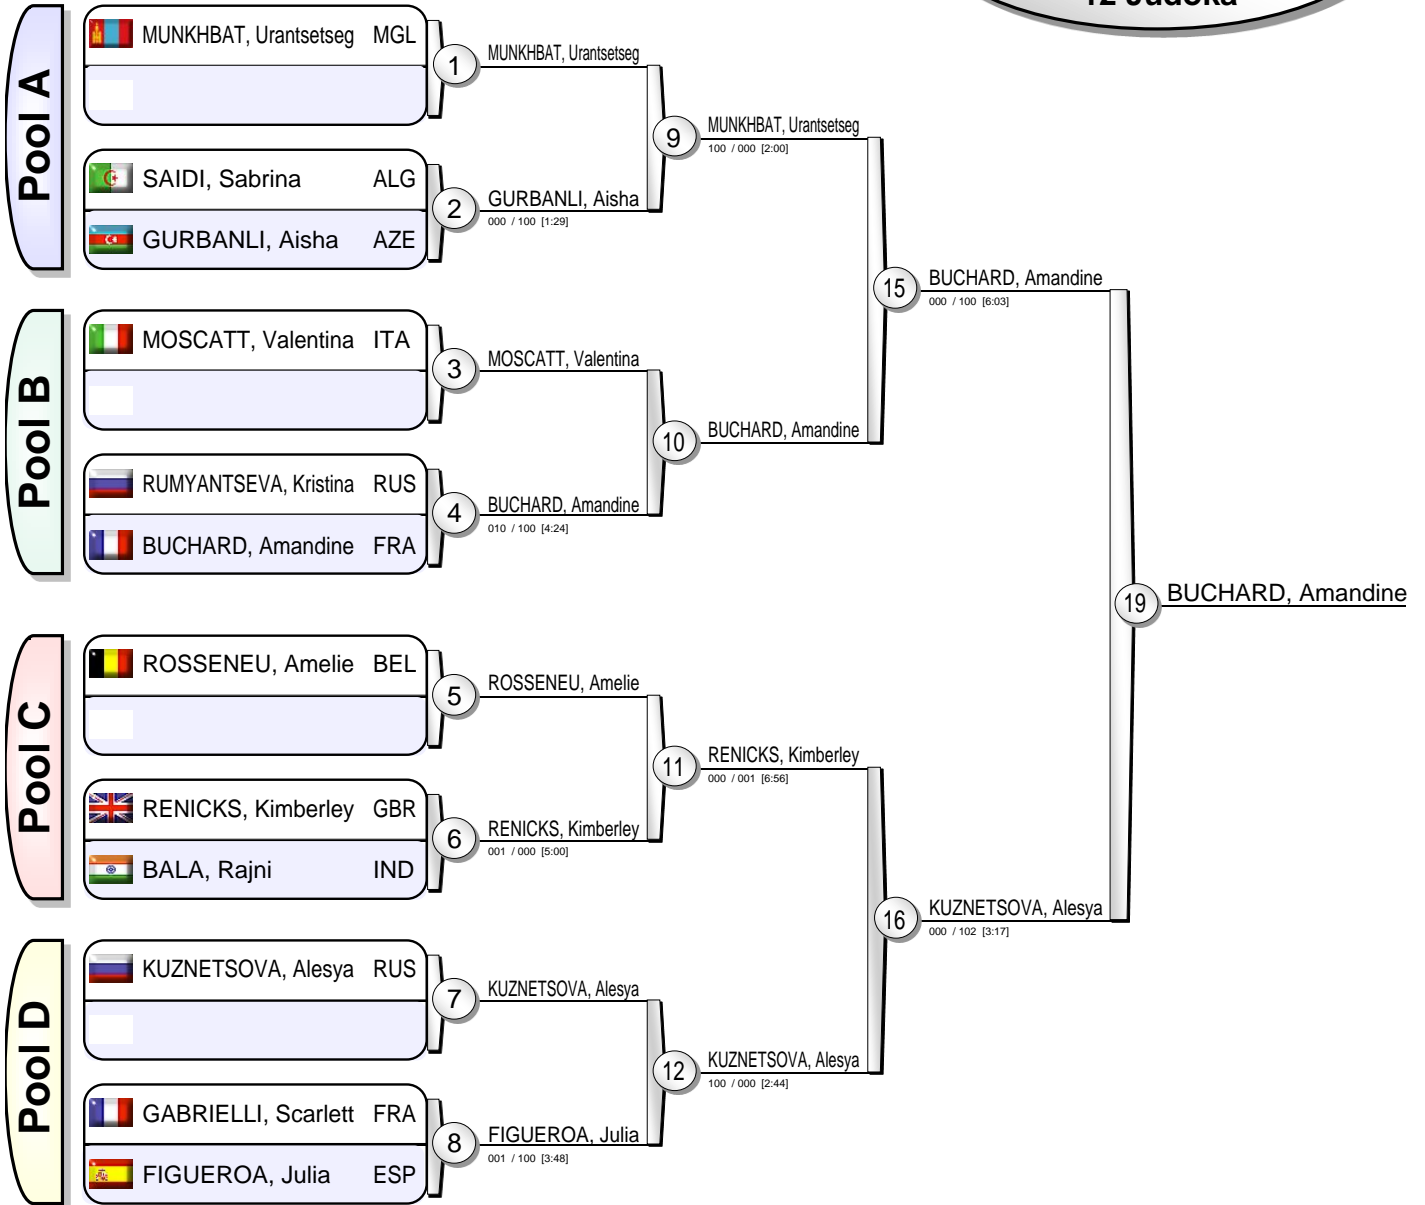 12 Judoka
Pool A
MUNKHBAT, Urantsetseg MGL
1
MUNKHBAT, Urantsetseg
SAIDI, Sabrina ALG
GURBANLI, Aisha AZE
2
GURBANLI, Aisha
000 / 100 [1:29]
9
MUNKHBAT, Urantsetseg
100 / 000 [2:00]
Pool B
MOSCATT, Valentina ITA
3
MOSCATT, Valentina
RUMYANTSEVA, Kristina RUS
BUCHARD, Amandine FRA
4
BUCHARD, Amandine
010 / 100 [4:24]
10
BUCHARD, Amandine
15
BUCHARD, Amandine
000 / 100 [6:03]
Pool C
ROSSENEU, Amelie BEL
5
ROSSENEU, Amelie
RENICKS, Kimberley GBR
BALA, Rajni IND
6
RENICKS, Kimberley
001 / 000 [5:00]
11
RENICKS, Kimberley
000 / 001 [6:56]
Pool D
KUZNETSOVA, Alesya RUS
7
KUZNETSOVA, Alesya
GABRIELLI, Scarlett FRA
FIGUEROA, Julia ESP
8
FIGUEROA, Julia
001 / 100 [3:48]
12
KUZNETSOVA, Alesya
100 / 000 [2:44]
16
KUZNETSOVA, Alesya
000 / 102 [3:17]
19
BUCHARD, Amandine